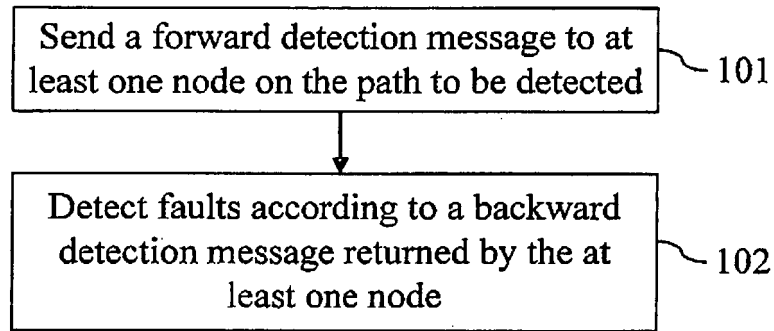 Send a forward detection message to at
least one node on the path to be detected
101
Detect faults according to a backward
detection message returned by the at
least one node
102